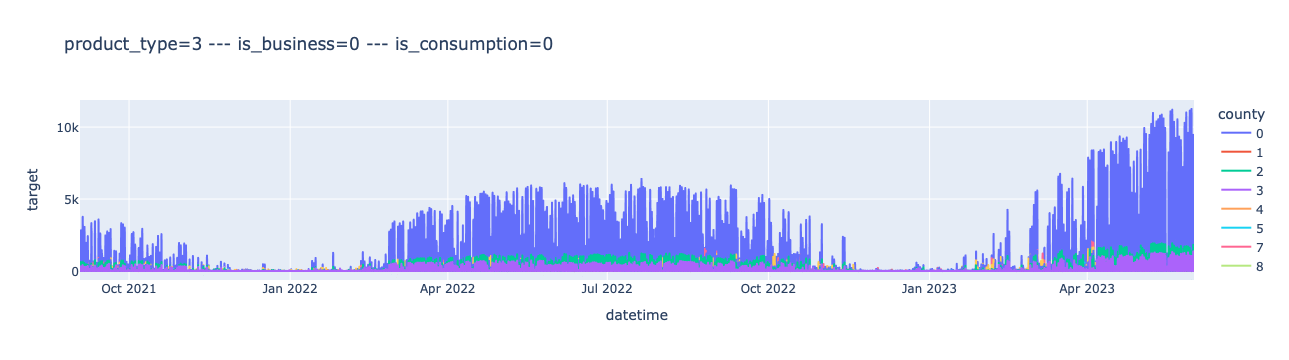 product_type=3 --- is_business=0 --- is_consumption=0
target
10k
5k
0
Oct 2021
Jan 2022
Apr 2022
Jul 2022
Oct 2022
Jan 2023
Apr 2023
datetime
county
0
1
2
3
4
5
7
8